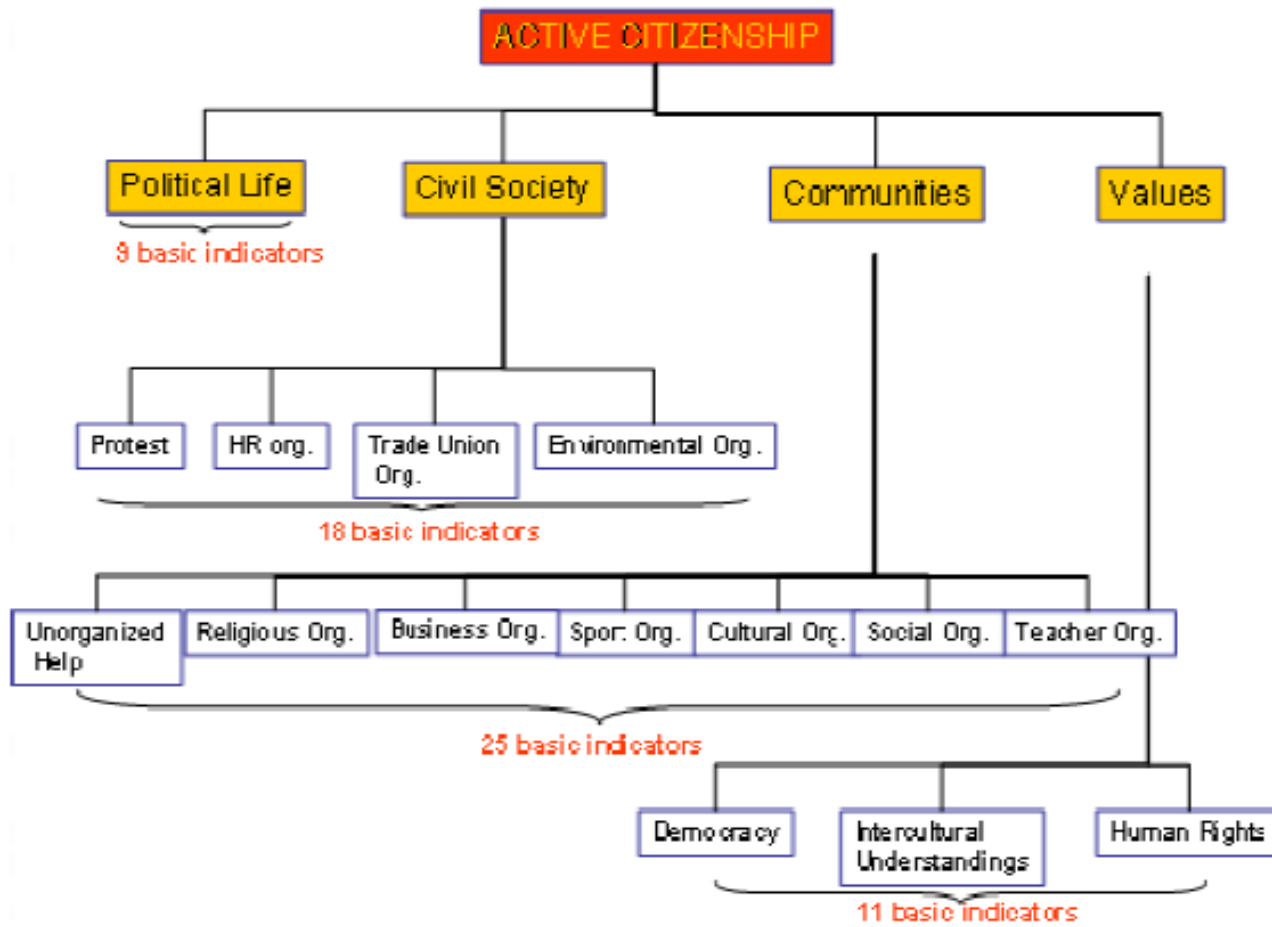 ACTIVE CITIZENSHIP
Political Life
Civil Society
Communities
Values
9 basic indicators
Protest
HR org.
Trade Union
Org.
Environmental Org.
18 basic indicators
Unorganized
Help
Religious Org.
Business Org.
Sport Org.
Cultural Org.
Social Org.
Teacher Org.
25 basic indicators
Democracy
Intercultural
Understandings
Human Rights
11 basic indicators